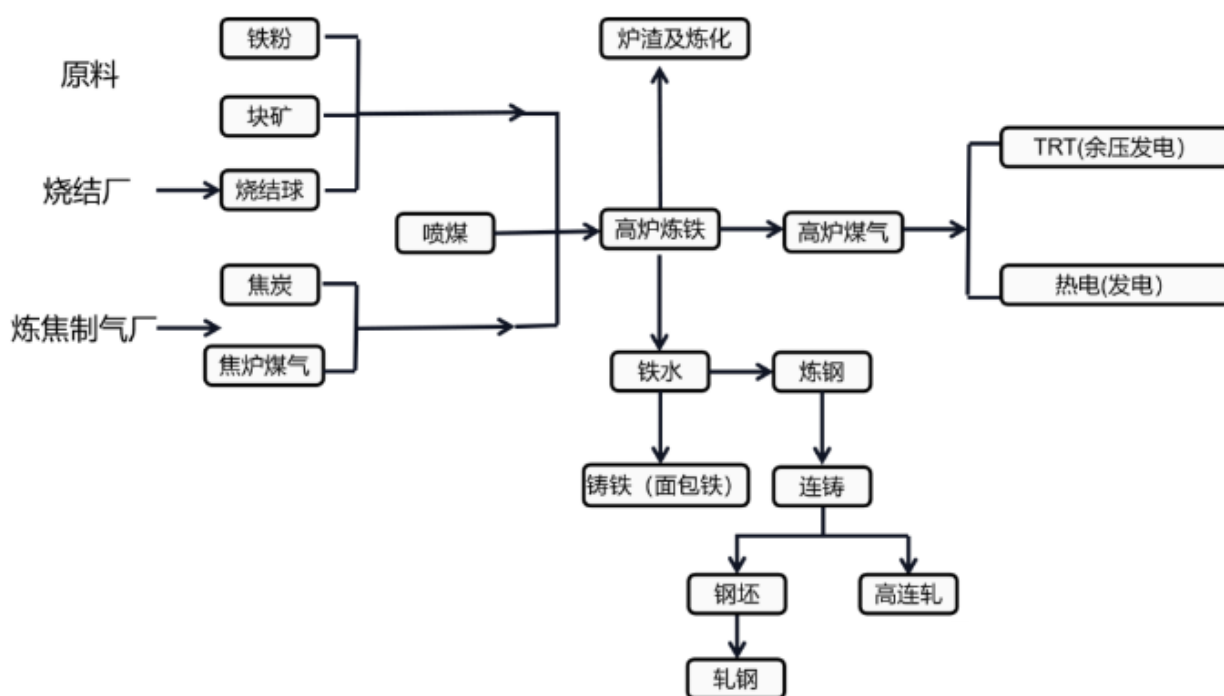 铁粉
炉渣及炼化
原料
块矿
TRT(余压发电）
烧结厂
烧结球
喷煤
高炉炼铁
高炉煤气
焦炭
热电(发电）
炼焦制气厂
焦炉煤气
铁水
炼钢
铸铁（面包铁）
连铸
钢坯
高连轧
轧钢